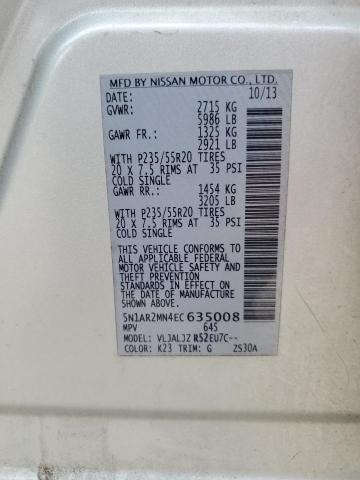 MFD BY NISSAN MOTOR CO., LTD.
DATE: 10/13
GVWR: 2715 KG
5986 LB
GAWR FR.: 1325 KG
2921 LB
WITH P235/55R20 TIRES
20 X 7.5 RIMS AT 35 PSI
COLD SINGLE
GAWR RR.: 1454 KG
3205 LB
WITH P235/55R20 TIRES
20 X 7.5 RIMS AT 35 PSI
COLD SINGLE
THIS VEHICLE CONFORMS TO
ALL APPLICABLE FEDERAL
MOTOR VEHICLE SAFETY AND
THEFT PREVENTION
STANDARDS IN EFFECT ON
THE DATE OF MANUFACTURE
SHOWN ABOVE.
5N1AR2MN4EC635008
MPV 645
MODEL: VLJALJZ R52EU7C--
COLOR: K23 TRIM: G ZS30A